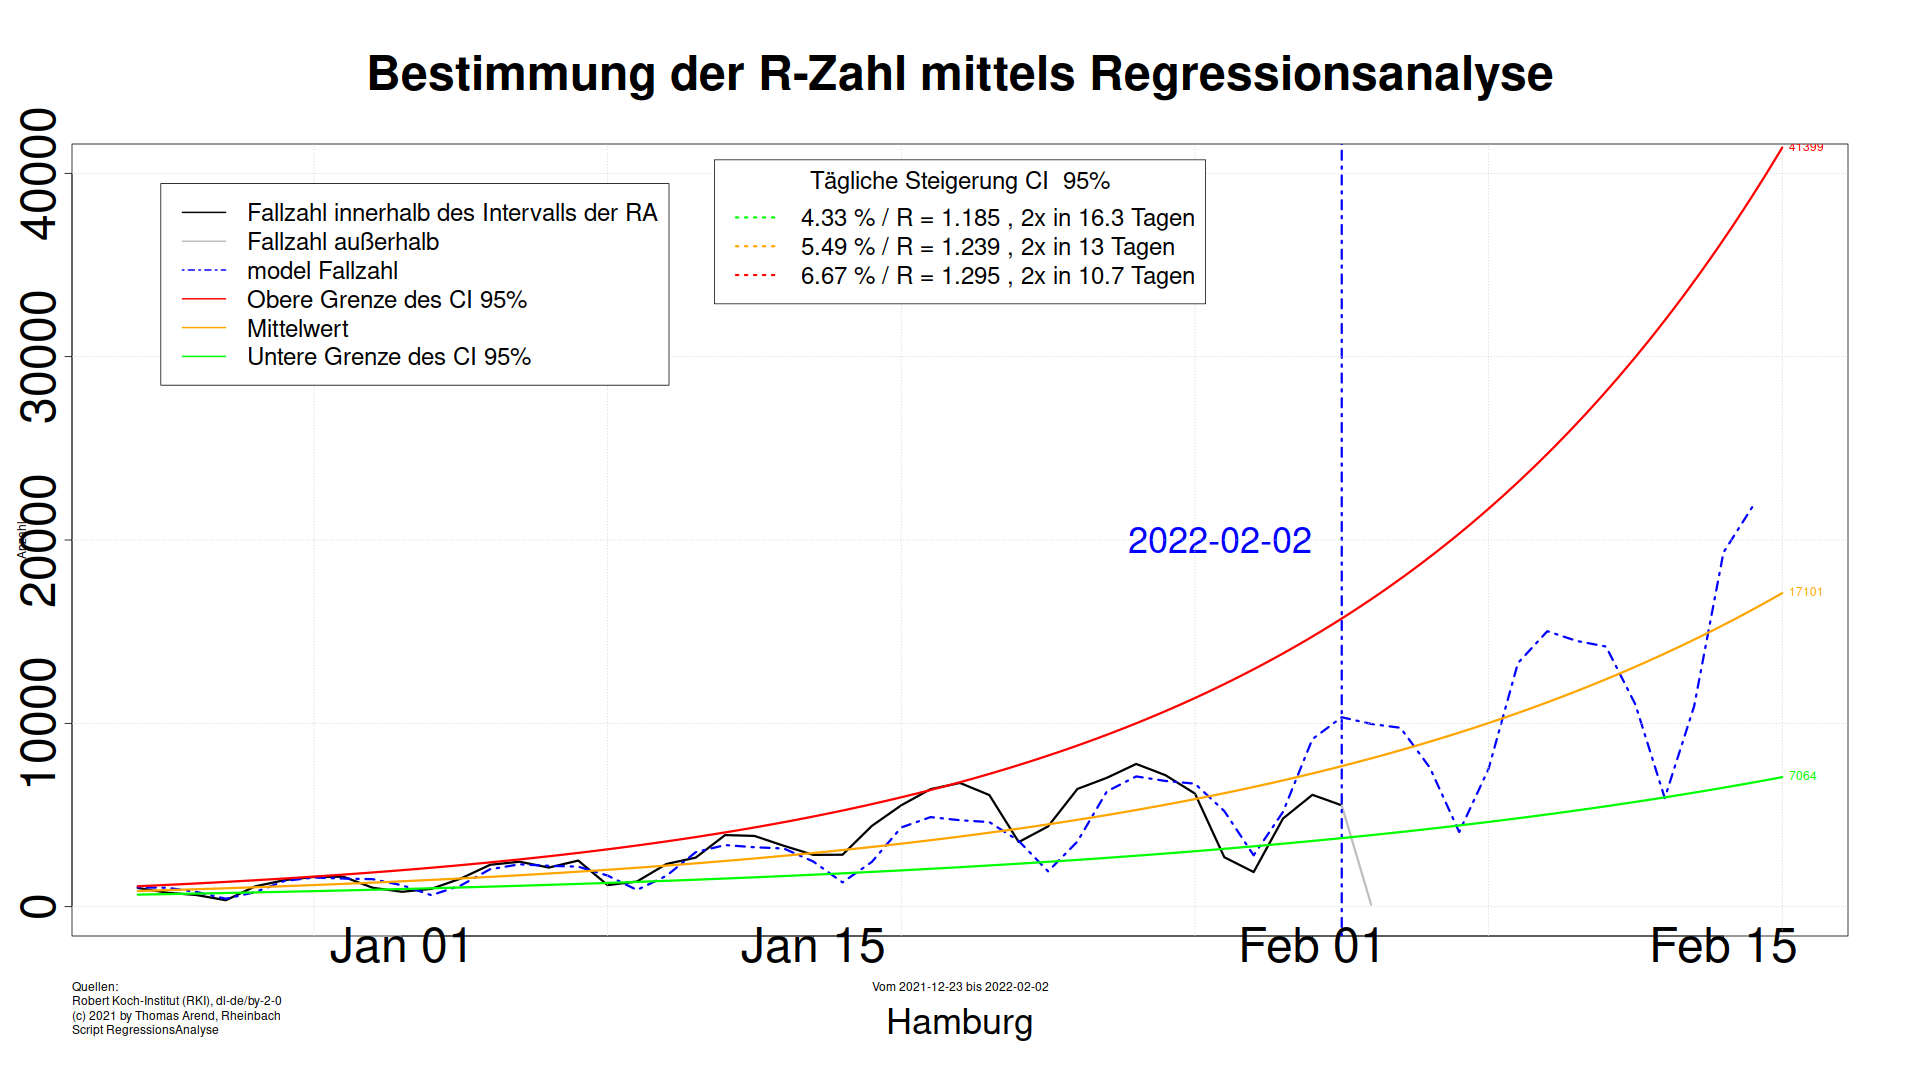 Bestimmung der R-Zahl mittels Regressionsanalyse
40000
30000
20000
10000
0
Anzahl
Fallzahl innerhalb des Intervalls der RA
Fallzahl außerhalb
model Fallzahl
Obere Grenze des CI 95%
Mittelwert
Untere Grenze des CI 95%
Tägliche Steigerung CI  95%
4.33 % / R = 1.185 , 2x in 16.3 Tagen
5.49 % / R = 1.239 , 2x in 13 Tagen
6.67 % / R = 1.295 , 2x in 10.7 Tagen
41399
2022-02-02
17101
7064
Jan 01
Jan 15
Feb 01
Feb 15
Quellen:
Robert Koch-Institut (RKI), dl-de/by-2-0
(c) 2021 by Thomas Arend, Rheinbach
Script RegressionsAnalyse
Vom 2021-12-23 bis 2022-02-02
Hamburg